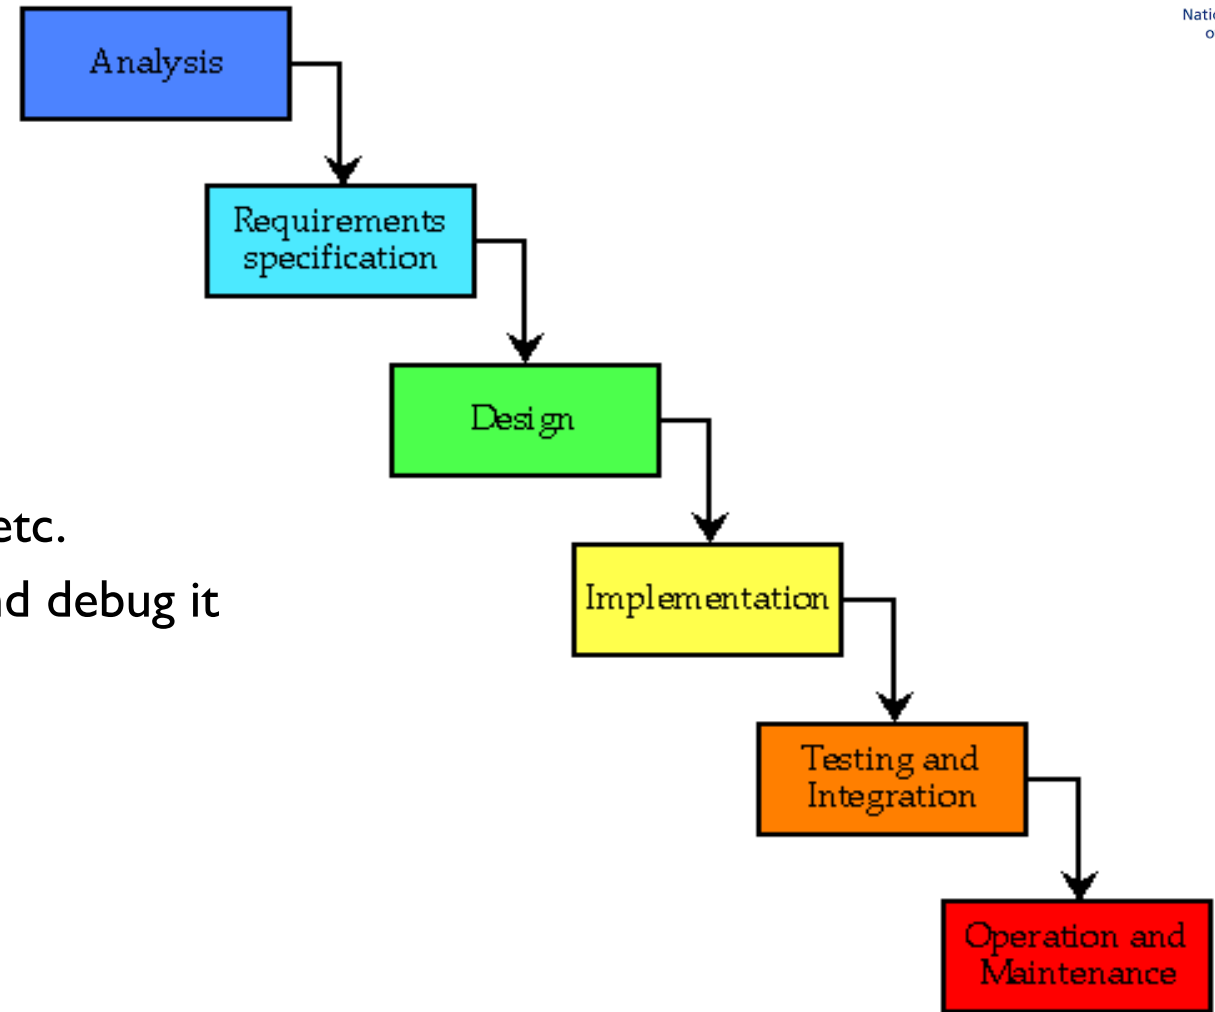 Analysis
Requirements
specification
Design
etc.
debug it
Implementation
Testing and
Integration
Operation and
Maintenance